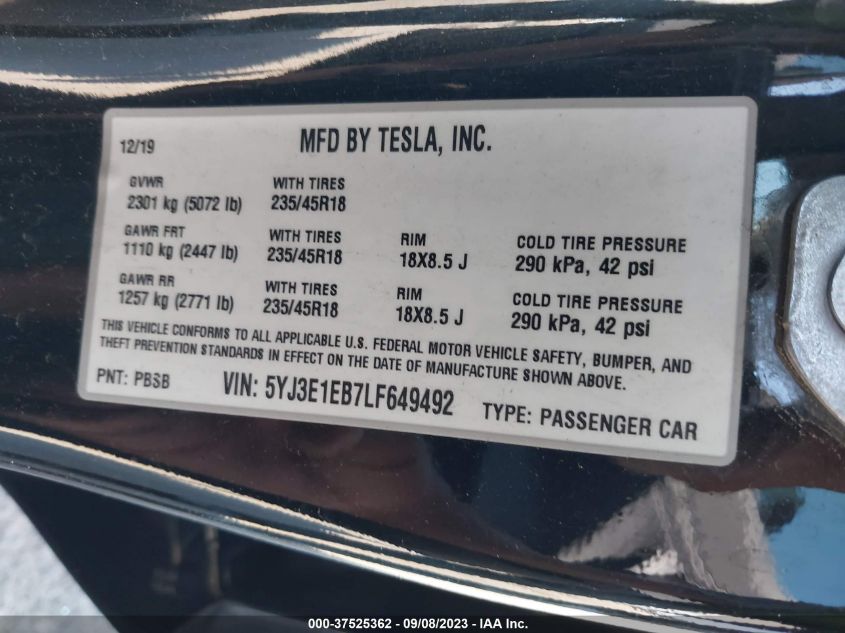 12/19 MFD BY TESLA, INC.
GVWR WITH TIRES
2301 kg (5072 lb) 235/45R18
GAWR FRT WITH TIRES RIM COLD TIRE PRESSURE
1110 kg (2447 lb) 235/45R18 18X8.5 J 290 kPa, 42 psi
GAWR RR WITH TIRES RIM COLD TIRE PRESSURE
1257 kg (2771 lb) 235/45R18 18X8.5 J 290 kPa, 42 psi
THIS VEHICLE CONFORMS TO ALL APPLICABLE U.S. FEDERAL MOTOR VEHICLE SAFETY, BUMPER, AND
THEFT PREVENTION STANDARDS IN EFFECT ON THE DATE OF MANUFACTURE SHOWN ABOVE.
PNT: PBSB VIN: 5YJ3E1EB7LF649492 TYPE: PASSENGER CAR
000-37525362 - 09/08/2023 - IAA Inc.